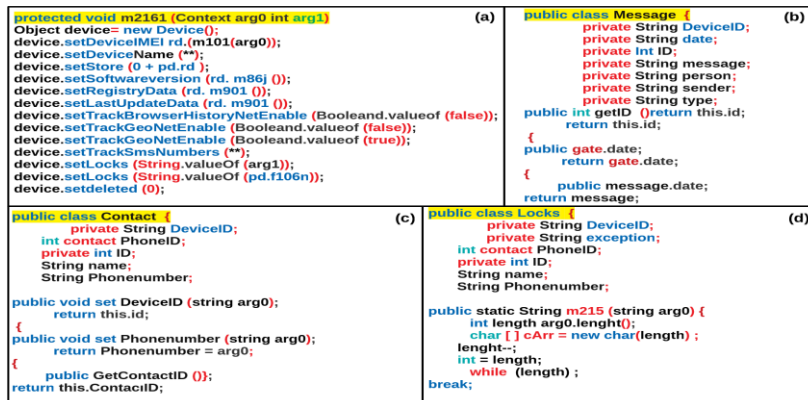 protected void m2161 (Context arg0 int arg1) (a)
Object device= new Device();
device.setDeviceIMEI rd.(m101(arg0));
device.setDeviceName (**);
device.setStore (0 + pd.rd );
device.setSoftwareversion (rd. m86j ());
device.setRegistryData (rd. m901 ());
device.setLastUpdateData (rd. m901 ());
device.setTrackBrowserHistoryNetEnable (Booleand.valueof (false));
device.setTrackGeoNetEnable (Booleand.valueof (false));
device.setTrackGeoNetEnable (Booleand.valueof (true));
device.setTrackSmsNumbers (**);
device.setLocks (String.valueOf (arg1));
device.setLocks (String.valueOf (pd.f106n));
device.setdeleted (0);
public class Message { (b)
private String DeviceID;
private String date;
private Int ID;
private String message;
private String person;
private String sender;
private String type;
public int getID ()return this.id;
return this.id;
{
public gate.date;
return gate.date;
{
public message.date;
return message;
public class Contact { (c)
private String DeviceID;
int contact PhoneID;
private int ID;
String name;
String Phonenumber;
public void set DeviceID (string arg0);
return this.id;
{
public void set Phonenumber (string arg0);
return Phonenumber = arg0;
{
public GetContactID ()};
return this.ContacID;
public class Locks { (d)
private String DeviceID;
private String exception;
int contact PhoneID;
private int ID;
String name;
String Phonenumber;
public static String m215 (string arg0) {
int length arg0.lenght();
char [ ] cArr = new char(length) ;
lenght--;
int = length;
while (length) ;
break;